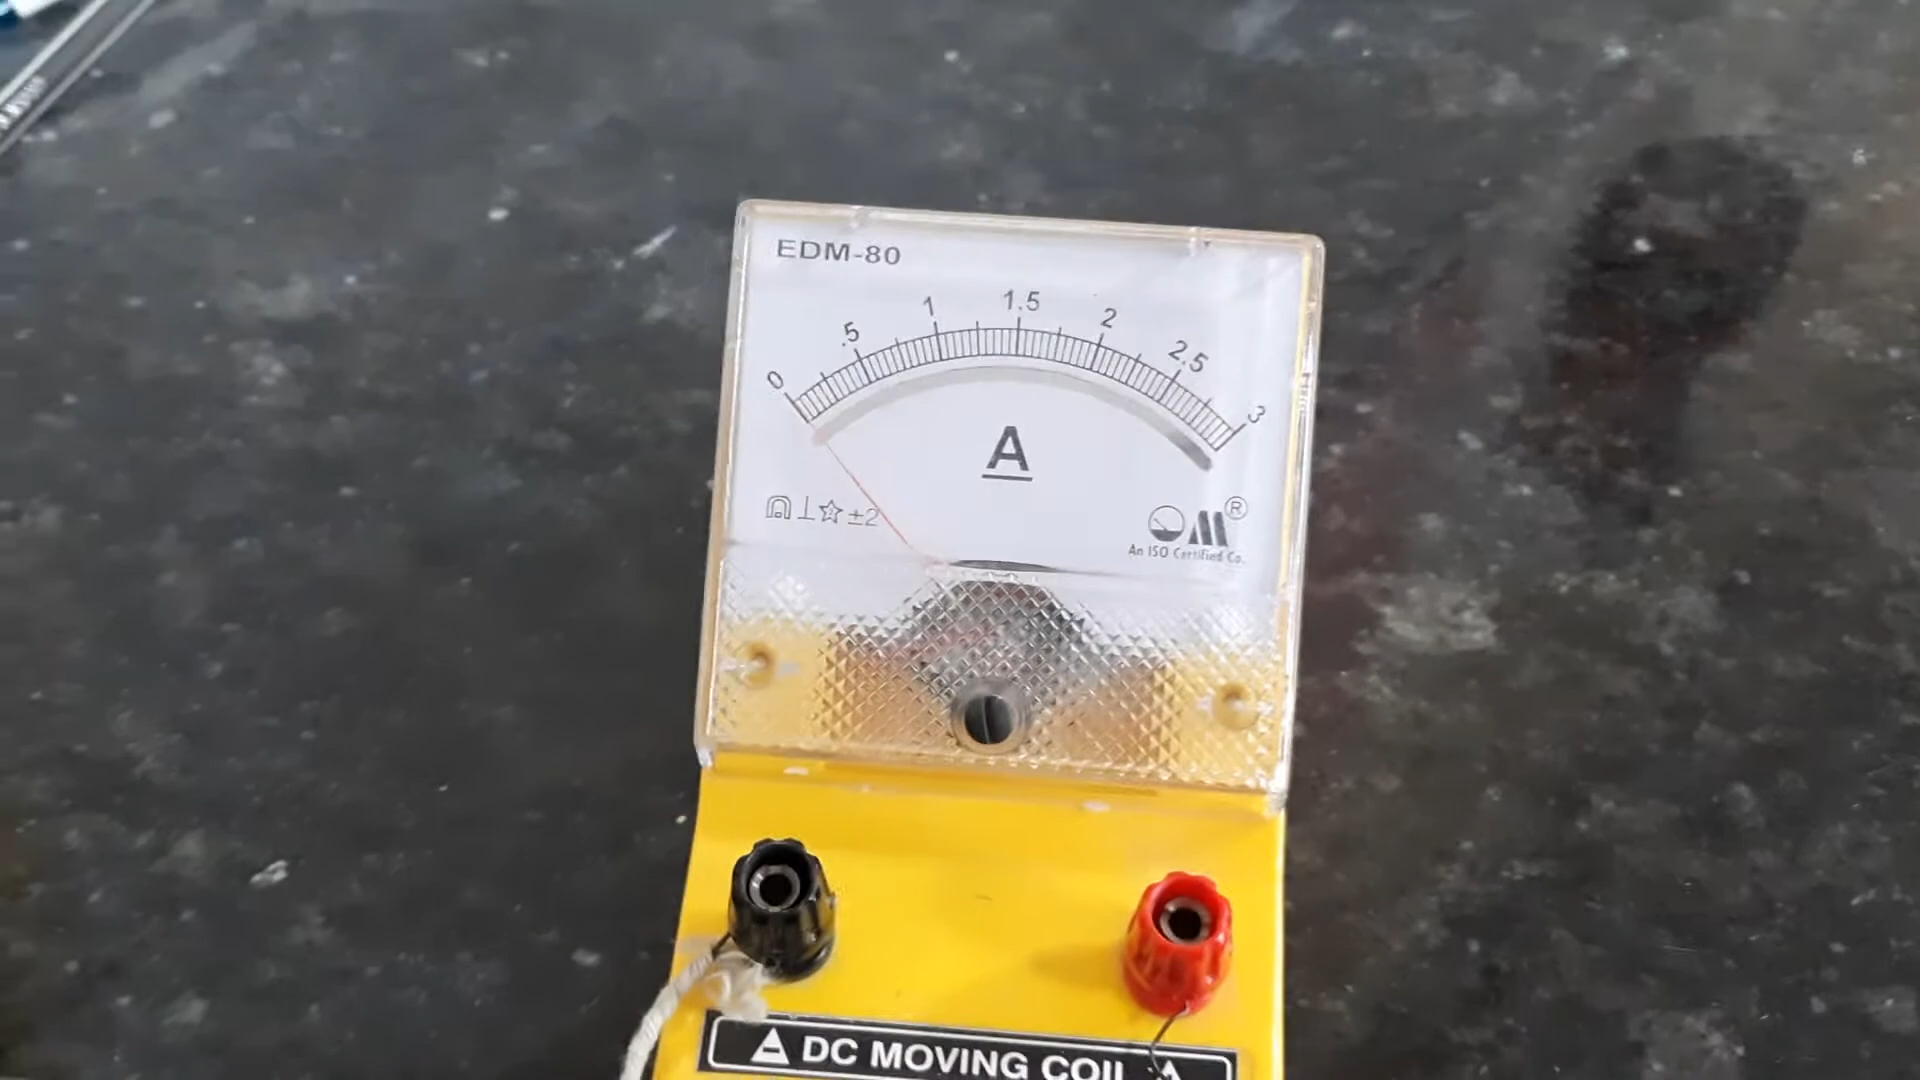 EDM-80
0 .5 1 1.5 2 2.5 3
A
±2
®
An ISO Certified Co.
DC MOVING COIL